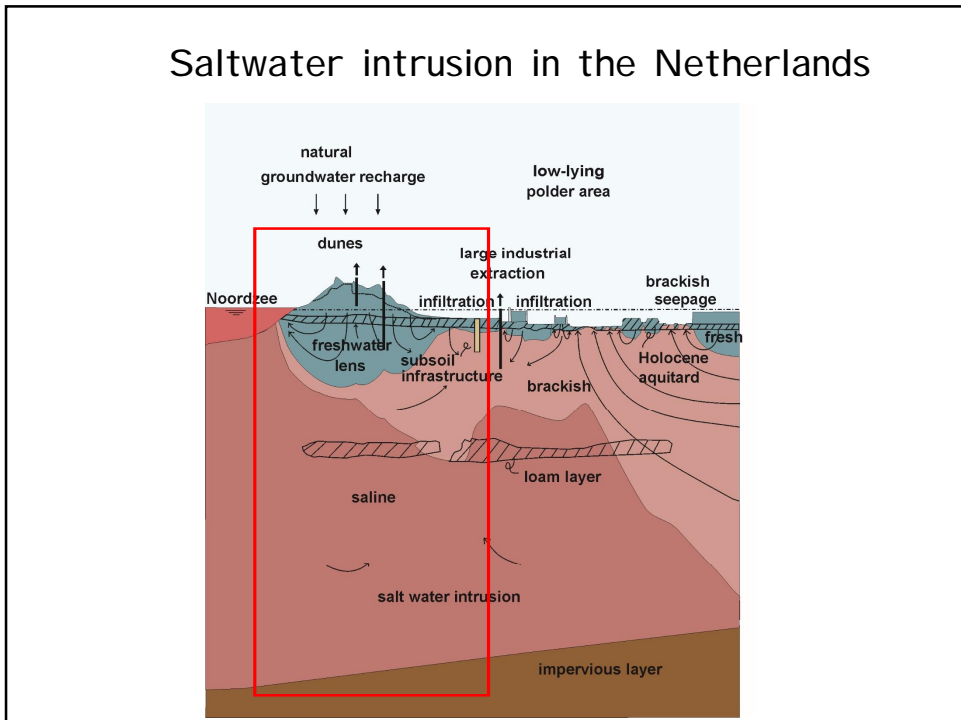 Saltwater intrusion in the Netherlands
natural
groundwater recharge
low-lying
polder area
dunes
large industrial
extraction
brackish
seepage
Noordzee
infiltration
infiltration
freshwater
lens
subsoil
infrastructure
fresh
Holocene
aquitard
brackish
loam layer
saline
salt water intrusion
impervious layer